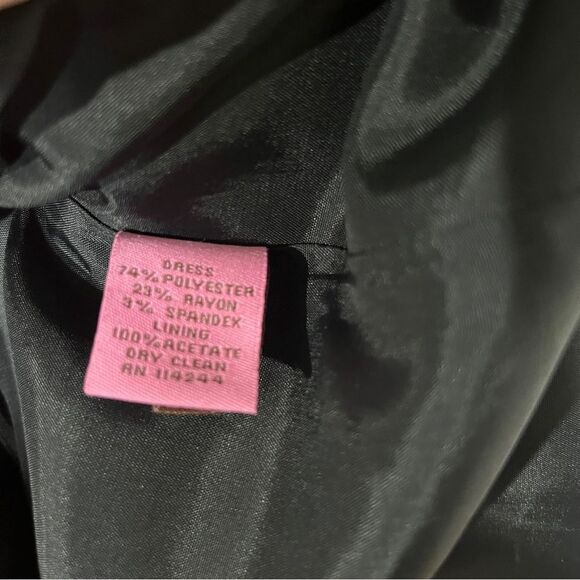 DRESS
74% POLYESTER
23% RAYON
3% SPANDEX
LINING
100% ACETATE
DRY CLEAN
RN 114244